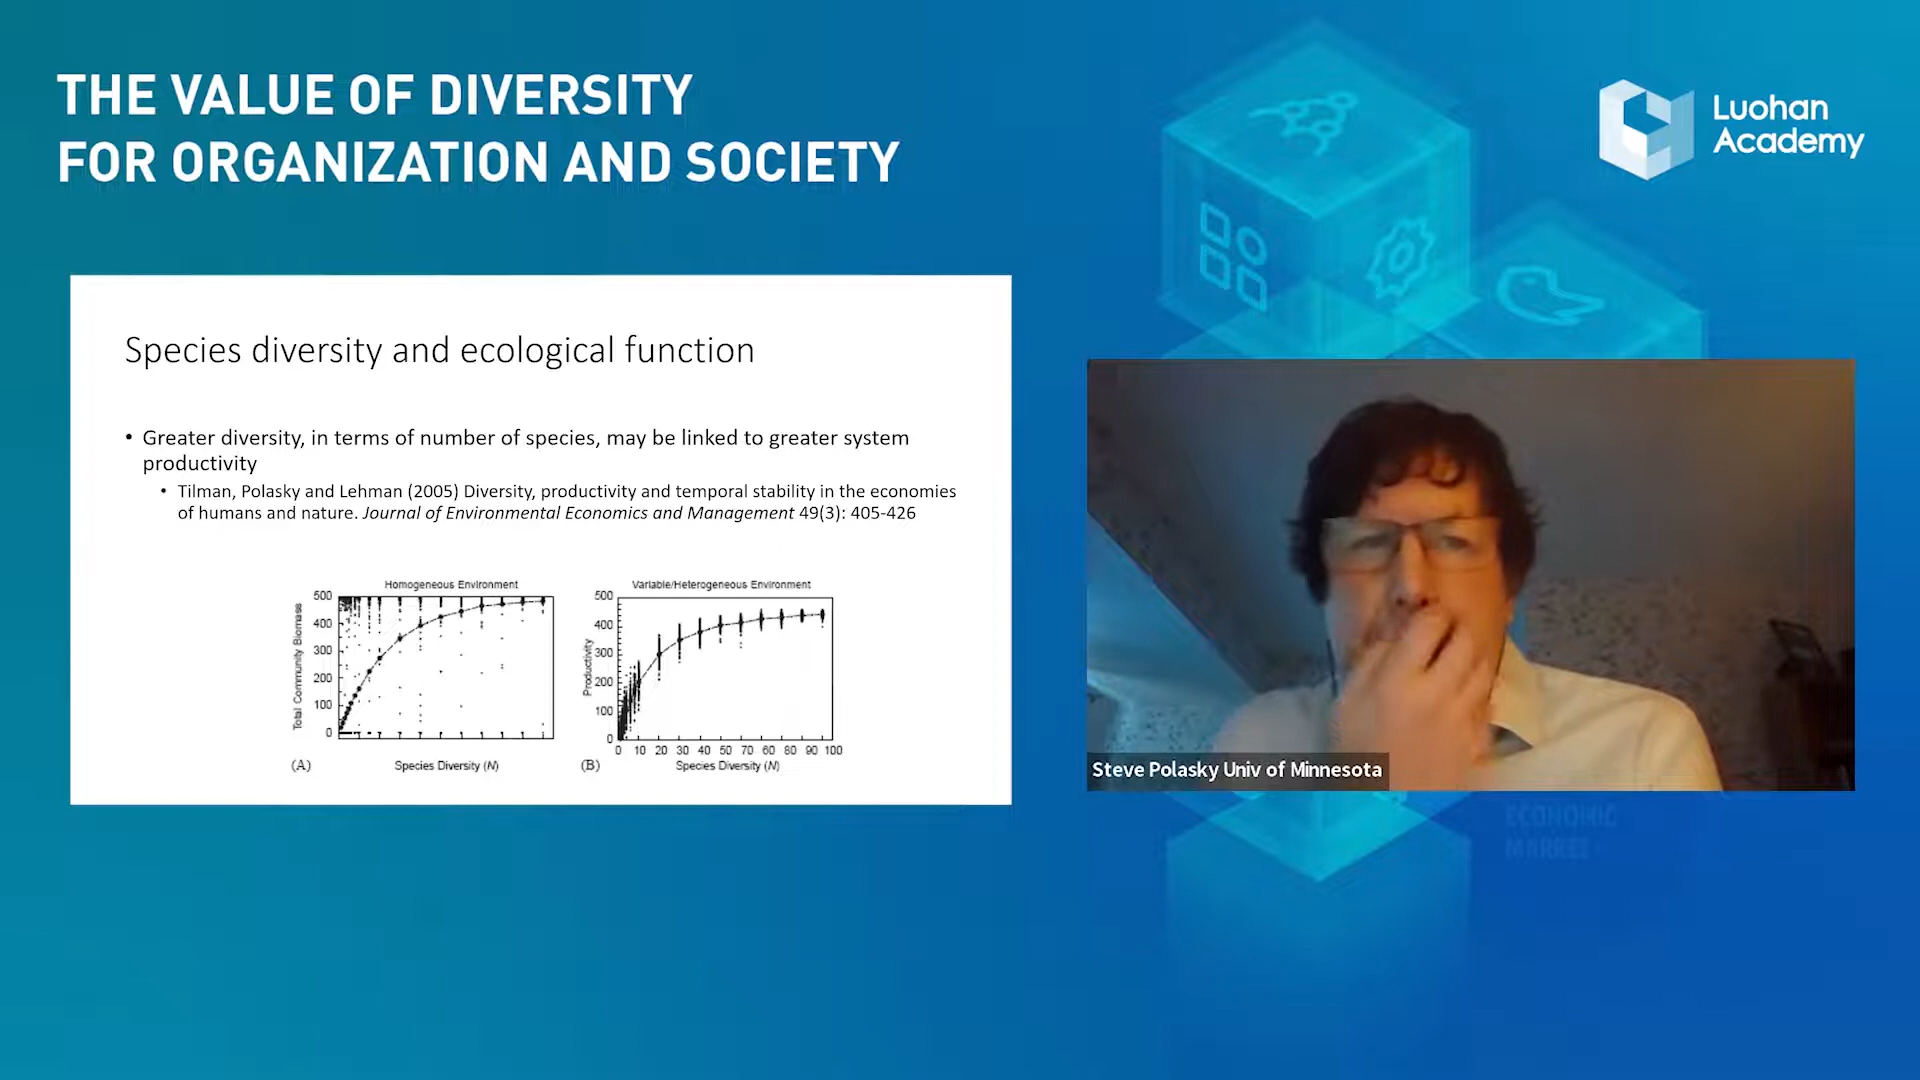 THE VALUE OF DIVERSITY
FOR ORGANIZATION AND SOCIETY
Luohan
Academy
Species diversity and ecological function
• Greater diversity, in terms of number of species, may be linked to greater system
productivity
• Tilman, Polasky and Lehman (2005) Diversity, productivity and temporal stability in the economies
of humans and nature. Journal of Environmental Economics and Management 49(3): 405-426
Homogeneous Environment
Total Community Biomass
500
400
300
200
100
0
(A)
Species Diversity (N)
Variable/Heterogeneous Environment
Productivity
500
400
300
200
100
0
0 10 20 30 40 50 60 70 80 90 100
(B)
Species Diversity (N)
Steve Polasky Univ of Minnesota
ECONOMIC
MARKET